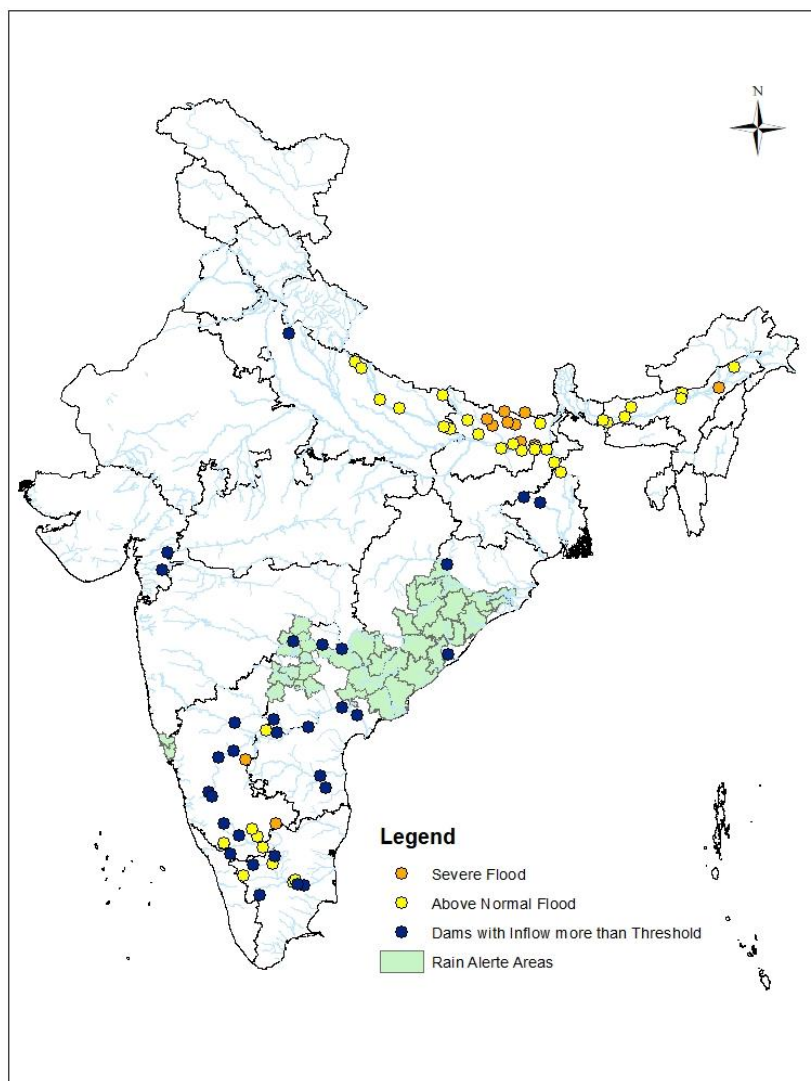 N
Legend
Severe Flood
Above Normal Flood
Dams with Inflow more than Threshold
Rain Alerte Areas